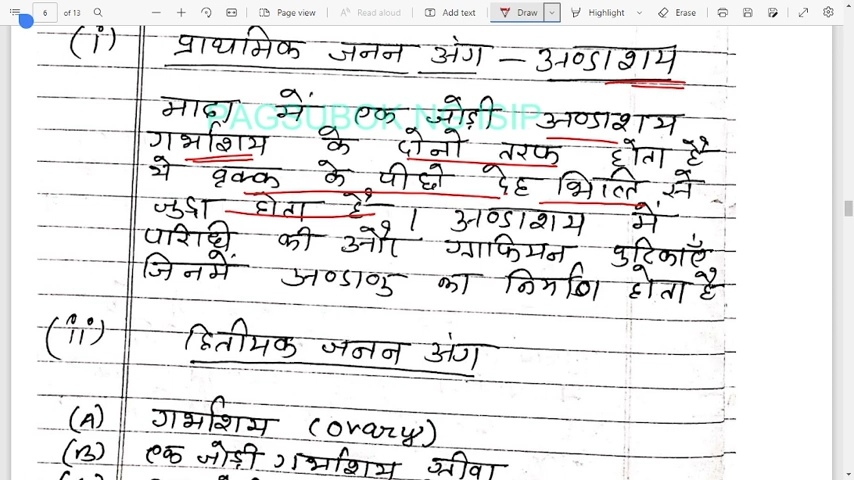 6 of 13 Page view Read aloud Add text Draw Highlight Erase
(i) प्राथमिक जनन अंग – अण्डाशय
मादा में एक जोड़ी अण्डाशय
गर्भाशय के दोनो तरफ होता है
ये वृक्क के पीछे देह भित्ति से
जुड़ा होता है। अण्डाशय में
परिधि की और ग्राफियन पुटिकाएँ
जिनमें अण्डाणु का निर्माण होता है
(ii) द्वितीयक जनन अंग
(A) गर्भाशय (ovary)
(B) एक जोड़ी गर्भाशय ग्रीवा